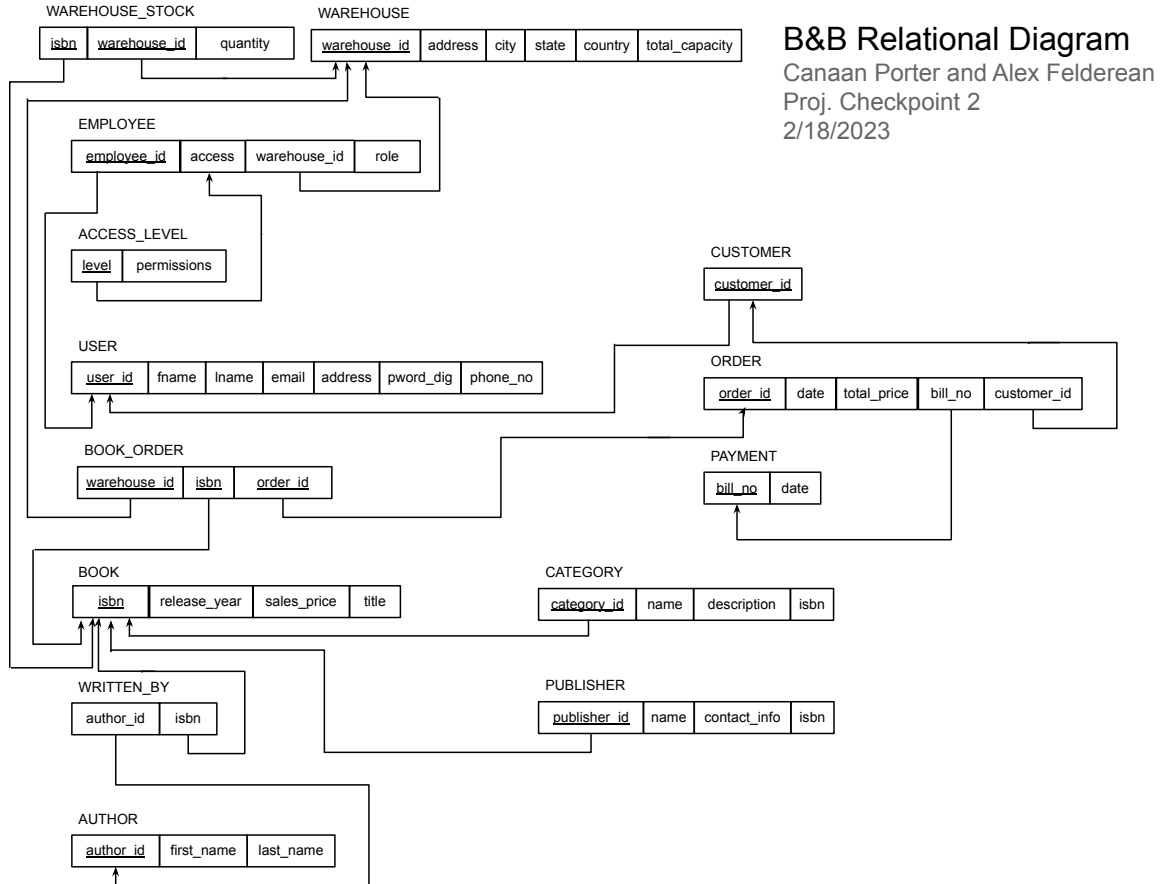 WAREHOUSE_STOCK
isbn warehouse_id quantity
WAREHOUSE
warehouse_id address city state country total_capacity
B&B Relational Diagram
Canaan Porter and Alex Felderean
Proj. Checkpoint 2
2/18/2023
EMPLOYEE
employee_id access warehouse_id role
ACCESS_LEVEL
level permissions
CUSTOMER
customer_id
USER
user_id fname lname email address pword_dig phone_no
ORDER
order_id date total_price bill_no customer_id
BOOK_ORDER
warehouse_id isbn order_id
PAYMENT
bill_no date
BOOK
isbn release_year sales_price title
CATEGORY
category_id name description isbn
WRITTEN_BY
author_id isbn
PUBLISHER
publisher_id name contact_info isbn
AUTHOR
author_id first_name last_name